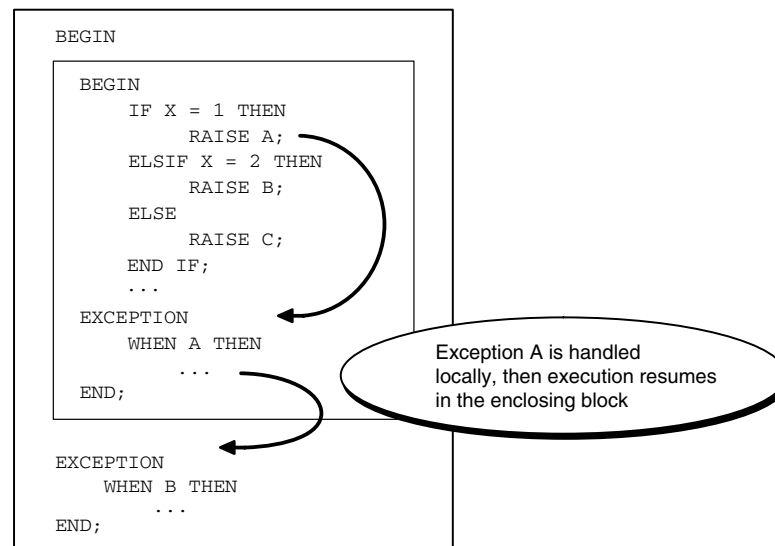 BEGIN
BEGIN
IF X = 1 THEN
RAISE A;
ELSIF X = 2 THEN
RAISE B;
ELSE
RAISE C;
END IF;
...
EXCEPTION
WHEN A THEN
...
END;
Exception A is handled
locally, then execution resumes
in the enclosing block
EXCEPTION
WHEN B THEN
...
END;